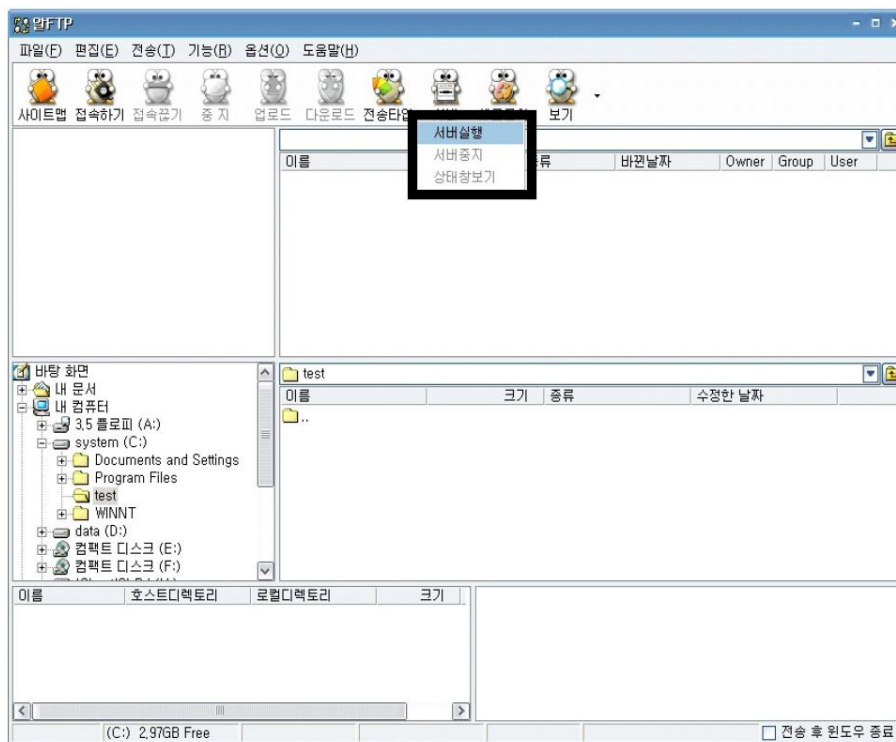 알FTP
파일(F) 편집(E) 전송(T) 기능(B) 옵션(O) 도움말(H)
사이트맵 접속하기 접속끊기 중 지 업로드 다운로드 전송타입 보기
서버실행
서버중지
상태창보기
이름 바뀐날짜 Owner Group User
바탕 화면
내 문서
내 컴퓨터
3.5 플로피 (A:)
system (C:)
Documents and Settings
Program Files
test
WINNT
data (D:)
컴팩트 디스크 (E:)
컴팩트 디스크 (F:)
test
이름 크기 종류 수정한 날짜
..
이름 호스트디렉토리 로컬디렉토리 크기
(C:) 2,97GB Free
전송 후 윈도우 종료